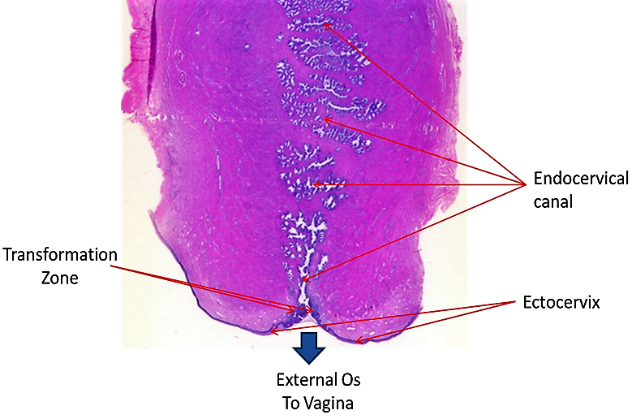 Endocervical
canal
Transformation
Zone
Ectocervix
External Os
To Vagina